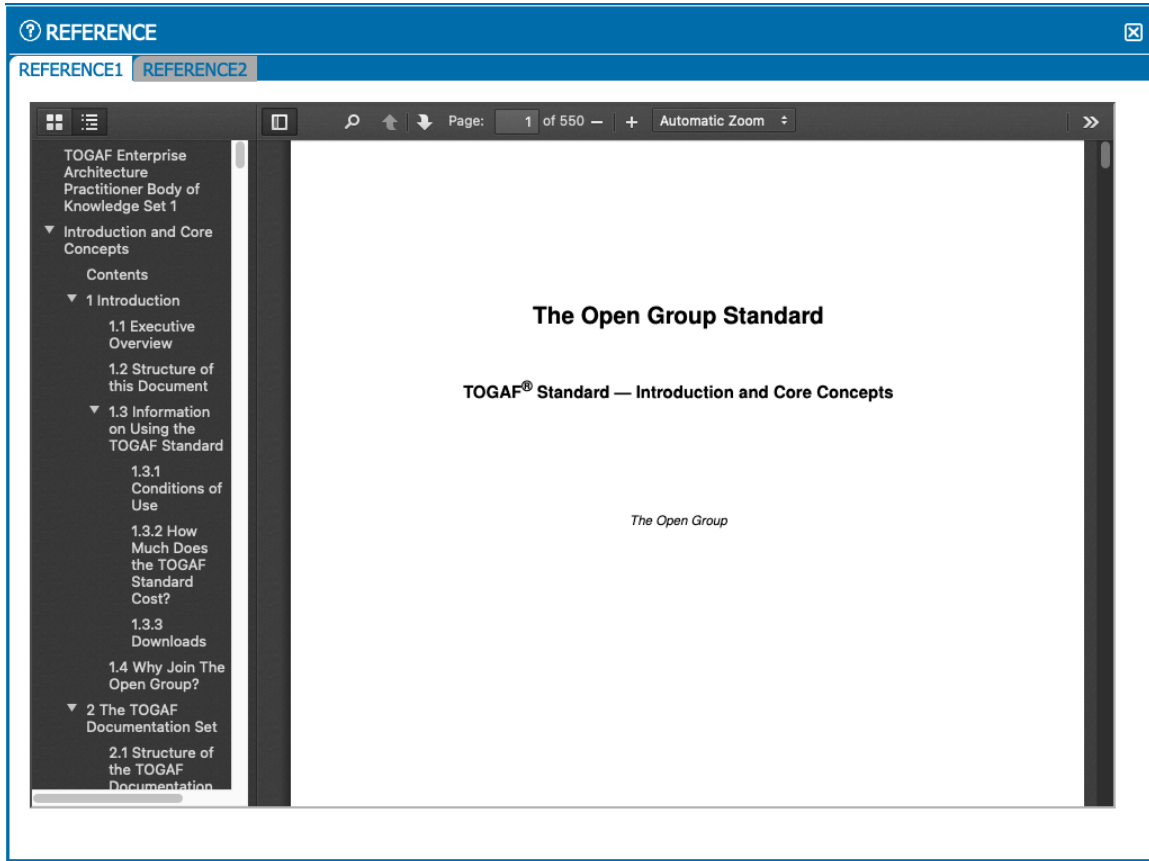 REFERENCE
REFERENCE1 REFERENCE2
Page: 1 of 550 − + Automatic Zoom
TOGAF Enterprise
Architecture
Practitioner Body of
Knowledge Set 1
Introduction and Core
Concepts
Contents
1 Introduction
1.1 Executive
Overview
1.2 Structure of
this Document
1.3 Information
on Using the
TOGAF Standard
1.3.1
Conditions of
Use
1.3.2 How
Much Does
the TOGAF
Standard
Cost?
1.3.3
Downloads
1.4 Why Join The
Open Group?
2 The TOGAF
Documentation Set
2.1 Structure of
the TOGAF
Documentation
The Open Group Standard
TOGAF® Standard — Introduction and Core Concepts
The Open Group